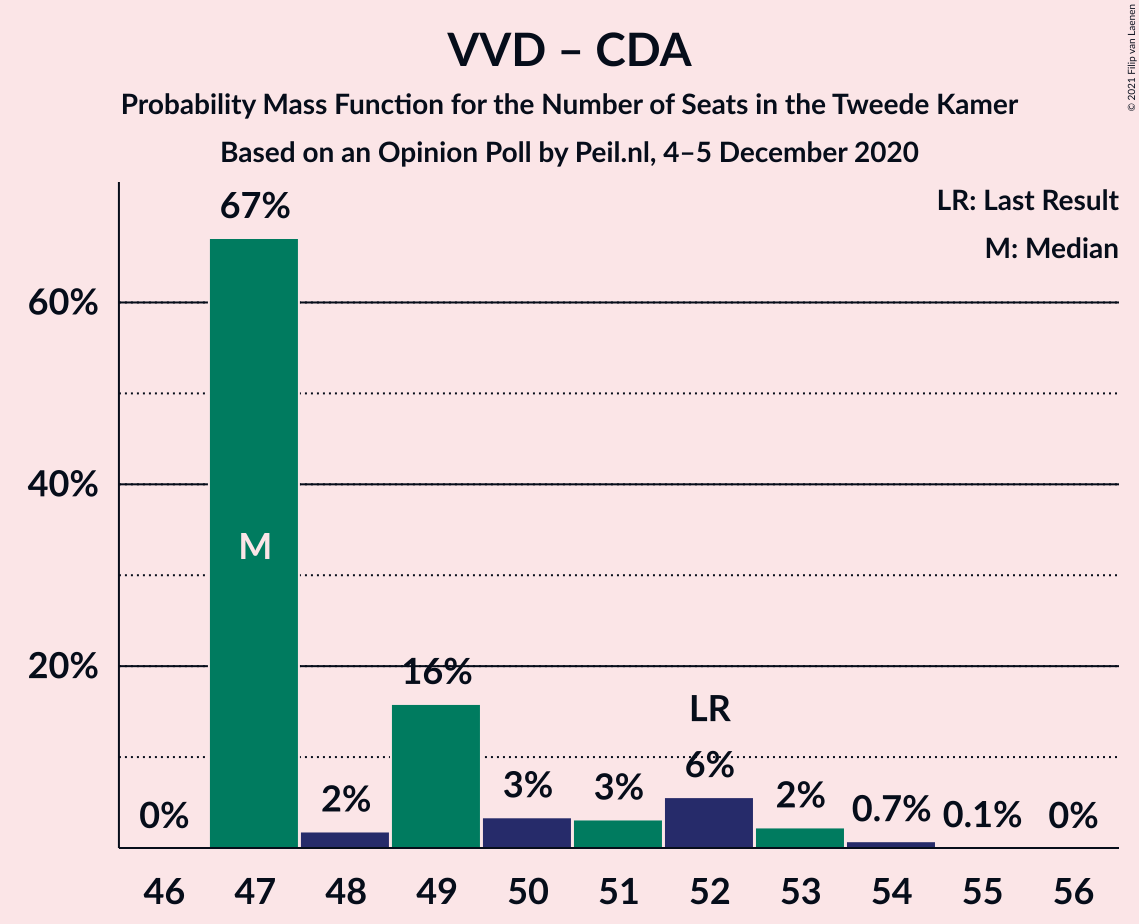 VVD – CDA
Probability Mass Function for the Number of Seats in the Tweede Kamer
Based on an Opinion Poll by Peil.nl, 4–5 December 2020
© 2021 Filip van Laenen
LR: Last Result
M: Median
60%
40%
20%
0%
67%
M
2%
16%
3%
3%
LR
6%
2%
0.7%
0.1%
0%
46 47 48 49 50 51 52 53 54 55 56